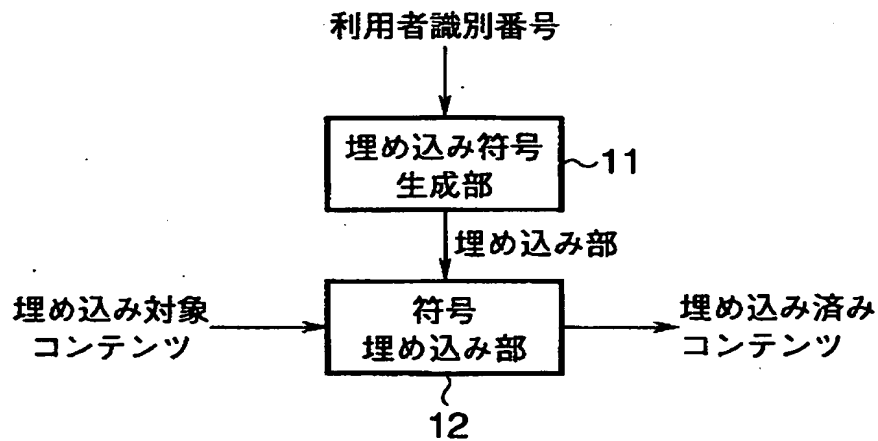 利用者識別番号
埋め込み符号
生成部
11
埋め込み部
埋め込み対象
コンテンツ
符号
埋め込み部
埋め込み済み
コンテンツ
12